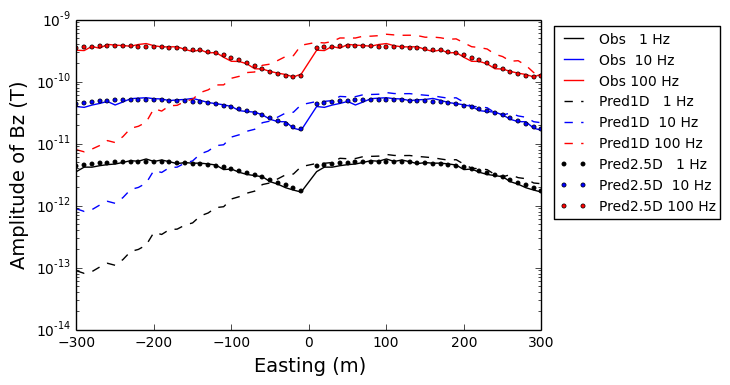 Amplitude of Bz (T)
10^-9
10^-10
10^-11
10^-12
10^-13
10^-14
−300 −200 −100 0 100 200 300
Easting (m)
Obs 1 Hz
Obs 10 Hz
Obs 100 Hz
Pred1D 1 Hz
Pred1D 10 Hz
Pred1D 100 Hz
Pred2.5D 1 Hz
Pred2.5D 10 Hz
Pred2.5D 100 Hz